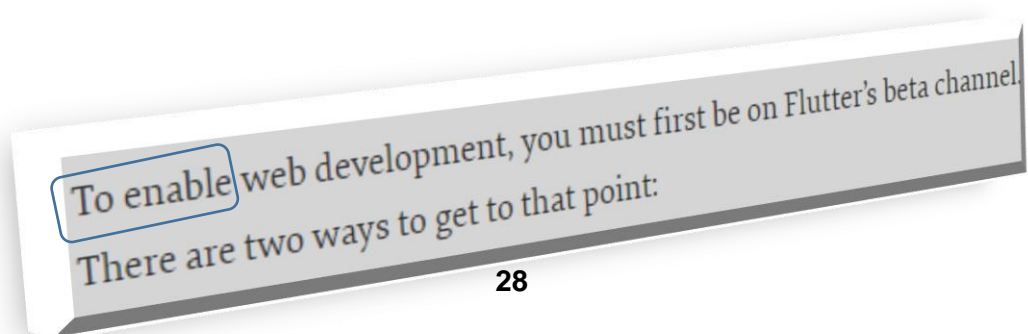 To enable web development, you must first be on Flutter’s beta channel.
There are two ways to get to that point:
28